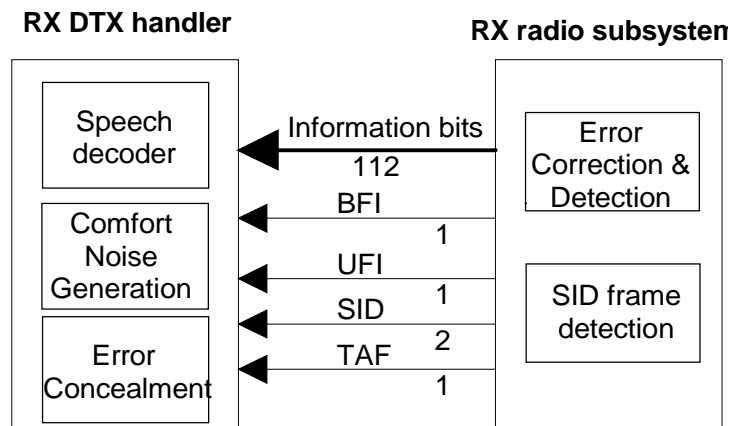 RX DTX handler
RX radio subsystem
Speech
decoder
Information bits
112
Error
Correction &
Detection
BFI
1
Comfort
Noise
Generation
UFI
1
SID
2
SID frame
detection
TAF
1
Error
Concealment